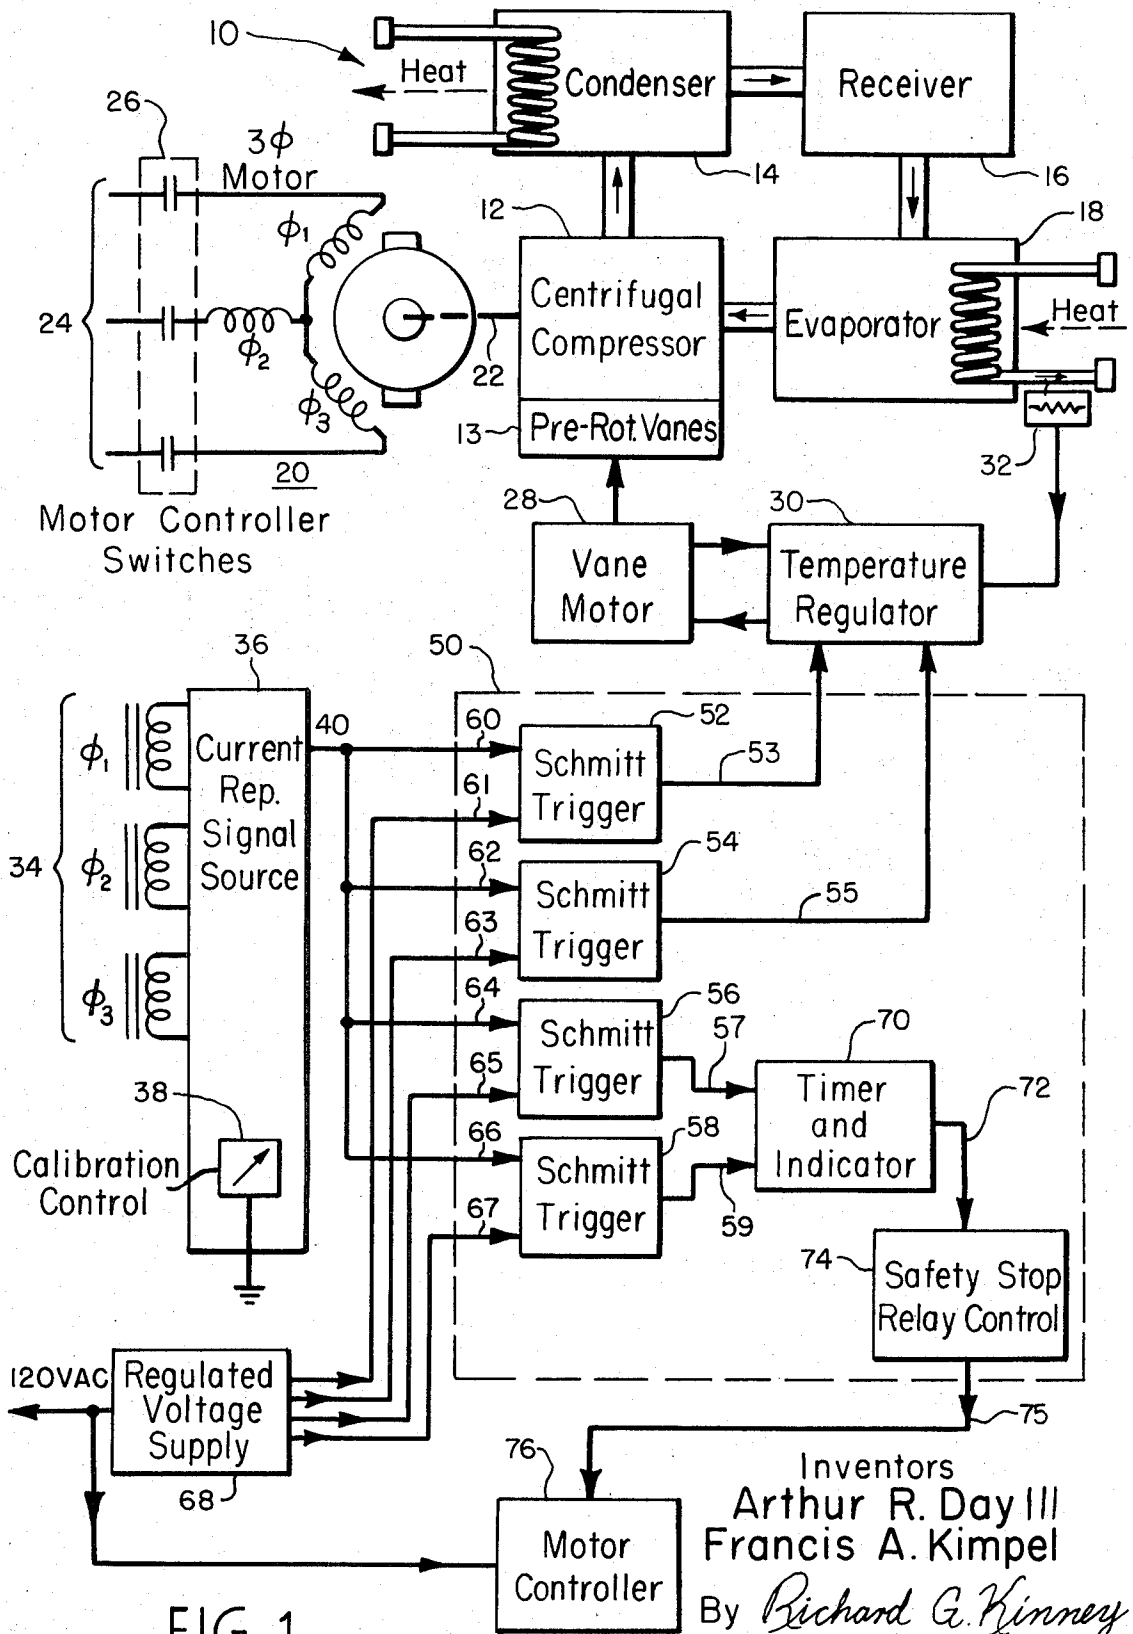 10
Heat
Condenser
Receiver
26
3ϕ
Motor
14
16
12
18
ϕ1
24
ϕ2
ϕ3
22
Centrifugal
Compressor
Evaporator
Heat
13
Pre-Rot. Vanes
20
32
Motor Controller
Switches
28
30
Vane
Motor
Temperature
Regulator
36
50
34
ϕ1
ϕ2
ϕ3
Current
Rep.
Signal
Source
40
60
61
62
63
64
65
66
67
52
Schmitt
Trigger
53
54
Schmitt
Trigger
55
56
Schmitt
Trigger
57
58
Schmitt
Trigger
59
70
Timer
and
Indicator
72
38
Calibration
Control
74
Safety Stop
Relay Control
75
120VAC
Regulated
Voltage
Supply
68
76
Motor
Controller
Inventors
Arthur R. Day III
Francis A. Kimpel
By Richard G. Kinney
FIG. 1